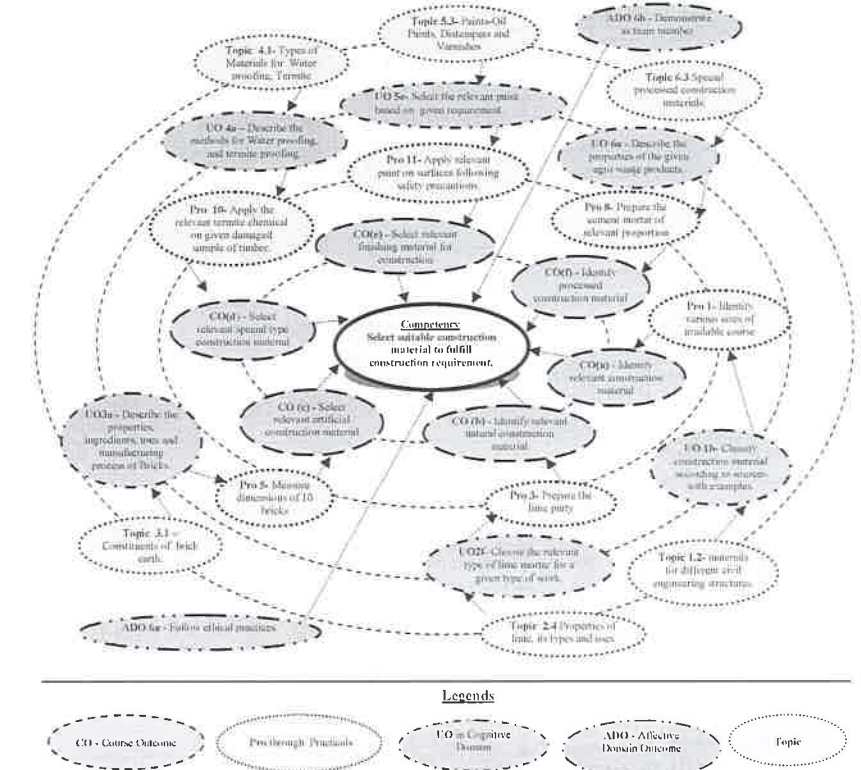 Topic 5.3- Paints-Oil
Paints, Distempers and
Varnishes
ADO 6b - Demonstrate
as team member
Topic 4.1- Types of
Materials for Water
proofing, Termite
Topic 6.3 Special
processed construction
materials.
UO 5e- Select the relevant paint
based on given requirement.
UO 4a – Describe the
methods for Water proofing,
and termite proofing.
UO 6a - Describe the
properties of the given
agro waste products.
Pro 11- Apply relevant
paint on surfaces following
safety precautions.
Pro 10- Apply the
relevant termite chemical
on given damaged
sample of timber.
Pro 8- Prepare the
cement mortar of
relevant proportion
CO(e) - Select relevant
finishing material for
construction
CO(f) - Identify
processed
construction material
Pro 1- Identify
various sizes of
available course
CO(d) - Select
relevant special type
construction material
Competency
Select suitable construction
material to fulfill
construction requirement.
CO(a) - Identify
relevant construction
material
CO (c) - Select
relevant artificial
construction material
CO (b) - Identify relevant
natural construction
material
UO3a - Describe the
properties,
ingredients, uses and
manufacturing
process of Bricks.
UO 1b- Classify
construction material
according to sources
with examples.
Pro 5- Measure
dimensions of 10
bricks
Pro 3- Prepare the
lime party
Topic 3.1 –
Constituents of brick
earth.
UO2f- Choose the relevant
type of lime mortar for a
given type of work.
Topic 1.2- materials
for different civil
engineering structures.
ADO 6a - Follow ethical practices
Topic 2.4 Properties of
lime, its types and uses
Legends
CO - Course Outcome
Pro through Practicals
UO in Cognitive
Domain
ADO - Affective
Domain Outcome
Topic